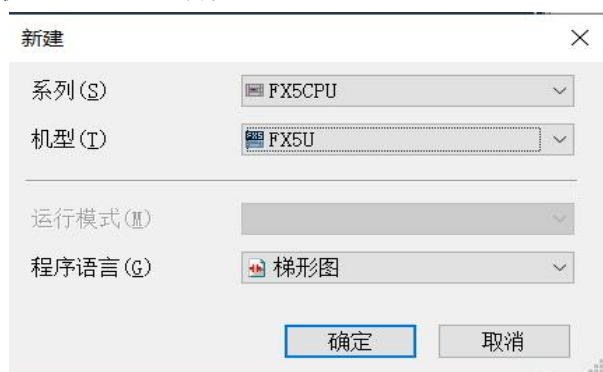 新建
系列(S) FX5CPU
机型(T) FX5U
运行模式(M)
程序语言(G) 梯形图
确定 取消